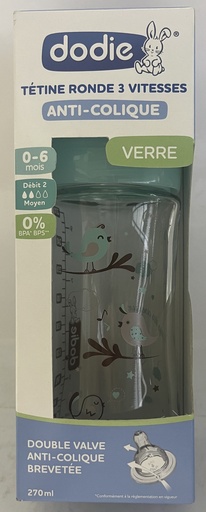 dodie®
TÉTINE RONDE 3 VITESSES
ANTI-COLIQUE
VERRE
0-6
mois
Débit 2
Moyen
0%
BPA* BPS**
dodie
DOUBLE VALVE
ANTI-COLIQUE
BREVETÉE
270ml